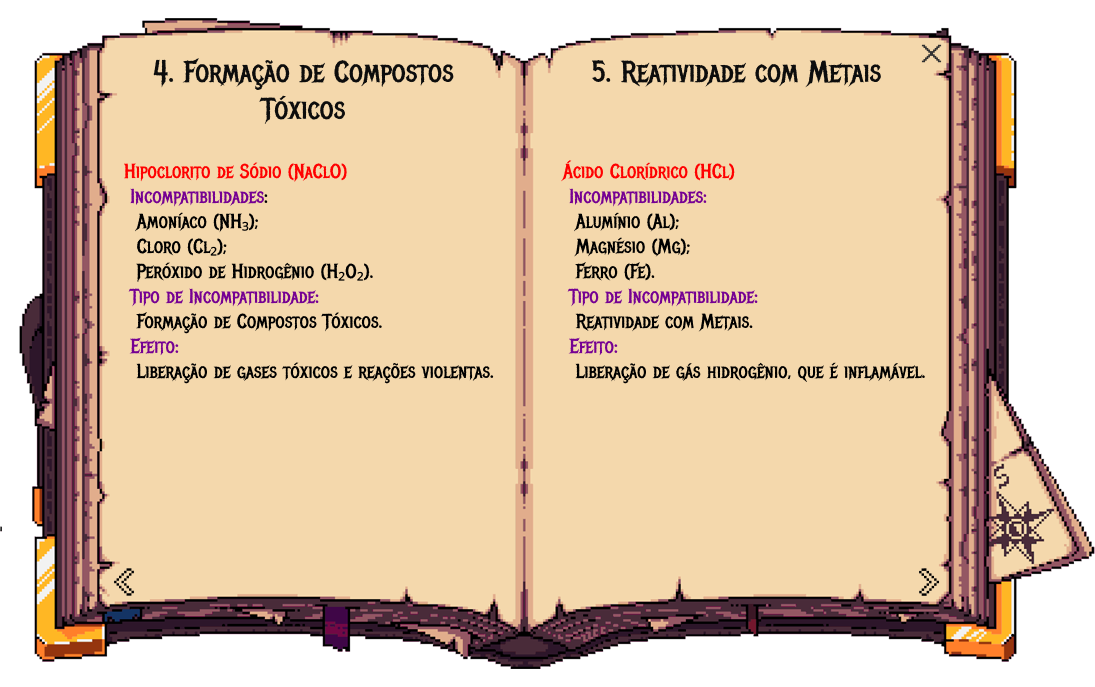 4. Formação de Compostos
Tóxicos
Hipoclorito de Sódio (NaClO)
Incompatibilidades:
Amoníaco (NH₃);
Cloro (Cl₂);
Peróxido de Hidrogênio (H₂O₂).
Tipo de Incompatibilidade:
Formação de Compostos Tóxicos.
Efeito:
Liberação de gases tóxicos e reações violentas.
5. Reatividade com Metais
Ácido Clorídrico (HCl)
Incompatibilidades:
Alumínio (Al);
Magnésio (Mg);
Ferro (Fe).
Tipo de Incompatibilidade:
Reatividade com Metais.
Efeito:
Liberação de gás hidrogênio, que é inflamável.